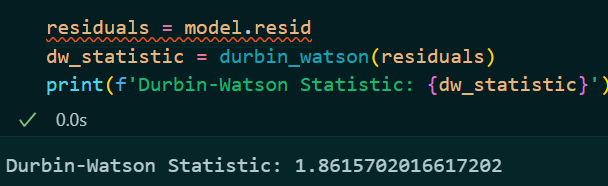 residuals = model.resid
dw_statistic = durbin_watson(residuals)
print(f'Durbin-Watson Statistic: {dw_statistic}')
0.0s
Durbin-Watson Statistic: 1.8615702016617202